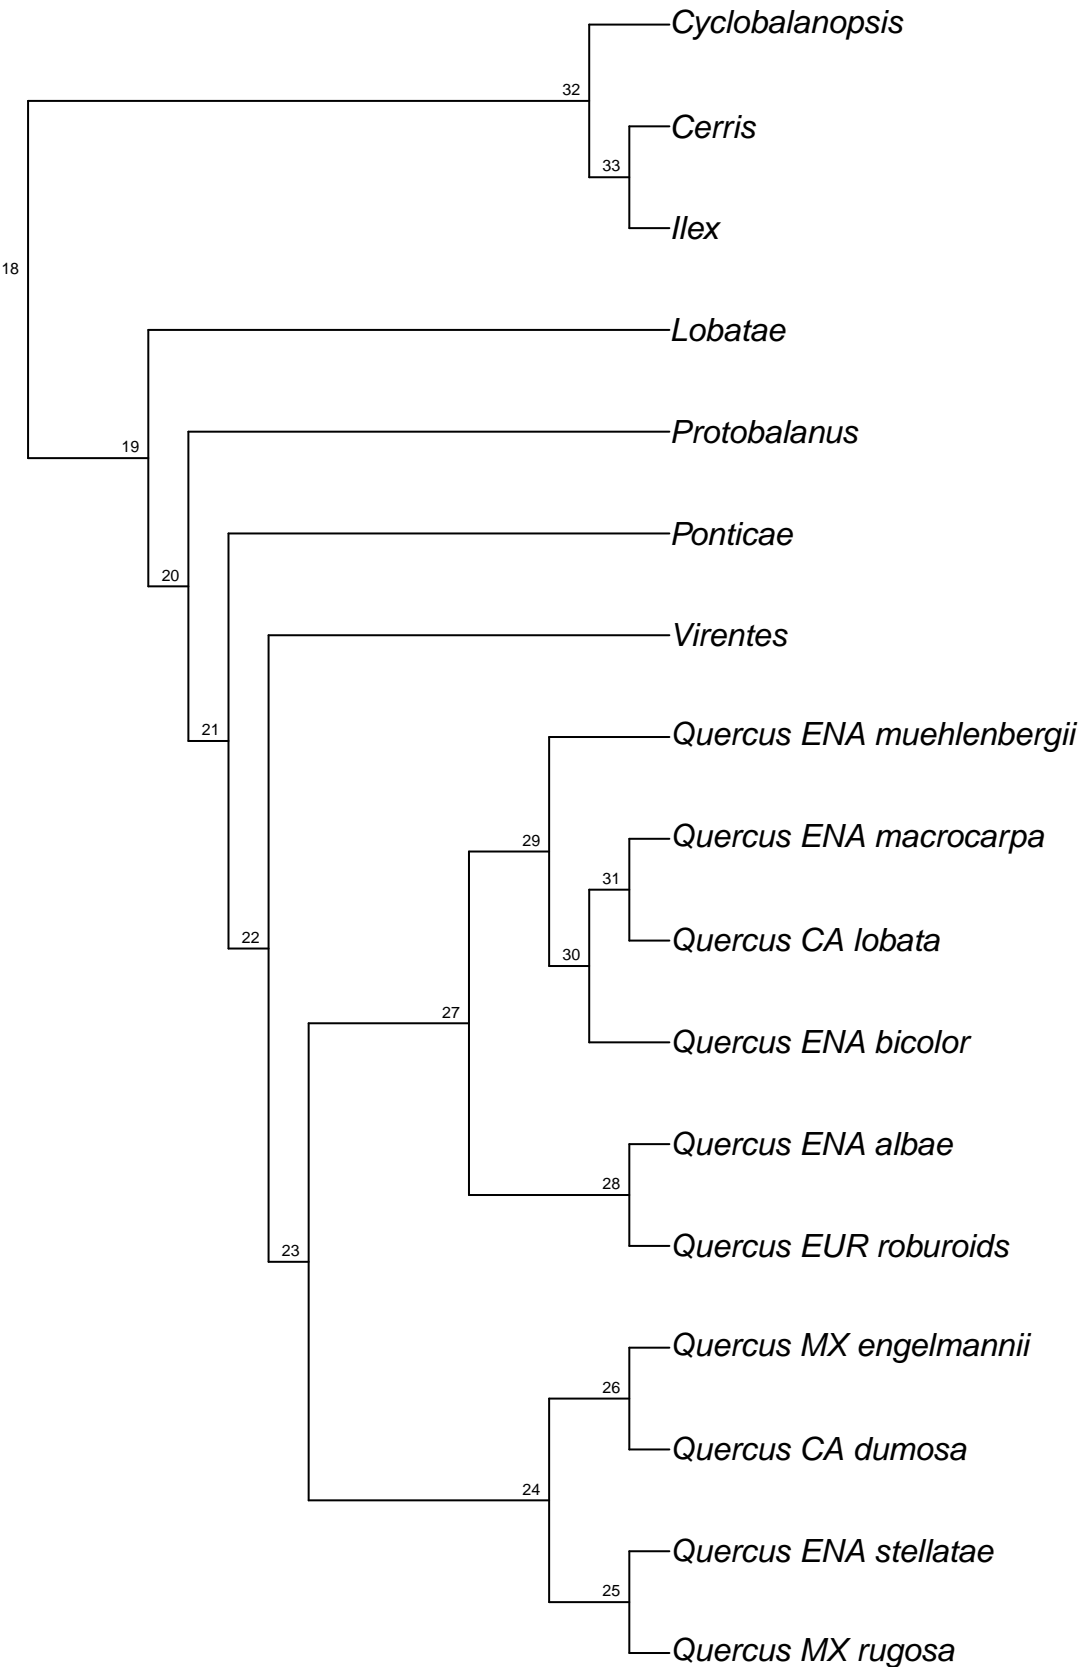 Cyclobalanopsis
32
Cerris
33
Ilex
18
Lobatae
Protobalanus
19
Ponticae
20
Virentes
21
Quercus ENA muehlenbergii
Quercus ENA macrocarpa
29
31
22
Quercus CA lobata
30
27
Quercus ENA bicolor
Quercus ENA albae
28
23
Quercus EUR roburoids
Quercus MX engelmannii
26
Quercus CA dumosa
24
Quercus ENA stellatae
25
Quercus MX rugosa